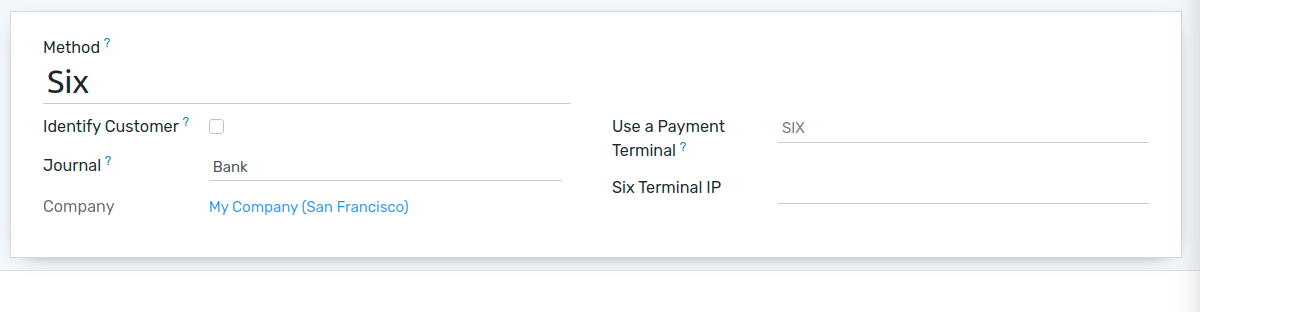 Method ?
Six
Identify Customer ?
Journal ?
Bank
Company
My Company (San Francisco)
Use a Payment
Terminal ?
SIX
Six Terminal IP